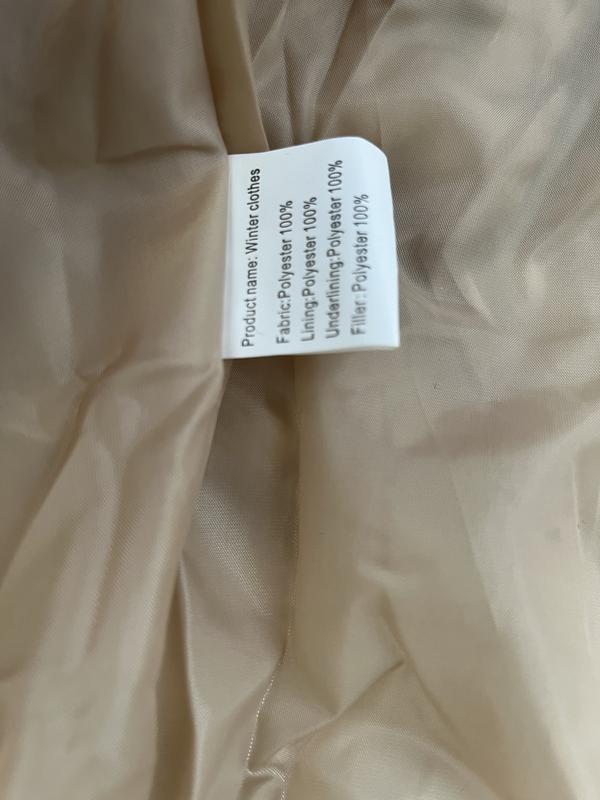 Product name: Winter clothes
Fabric:Polyester 100%
Lining:Polyester 100%
Underlining:Polyester 100%
Filler:Polyester 100%